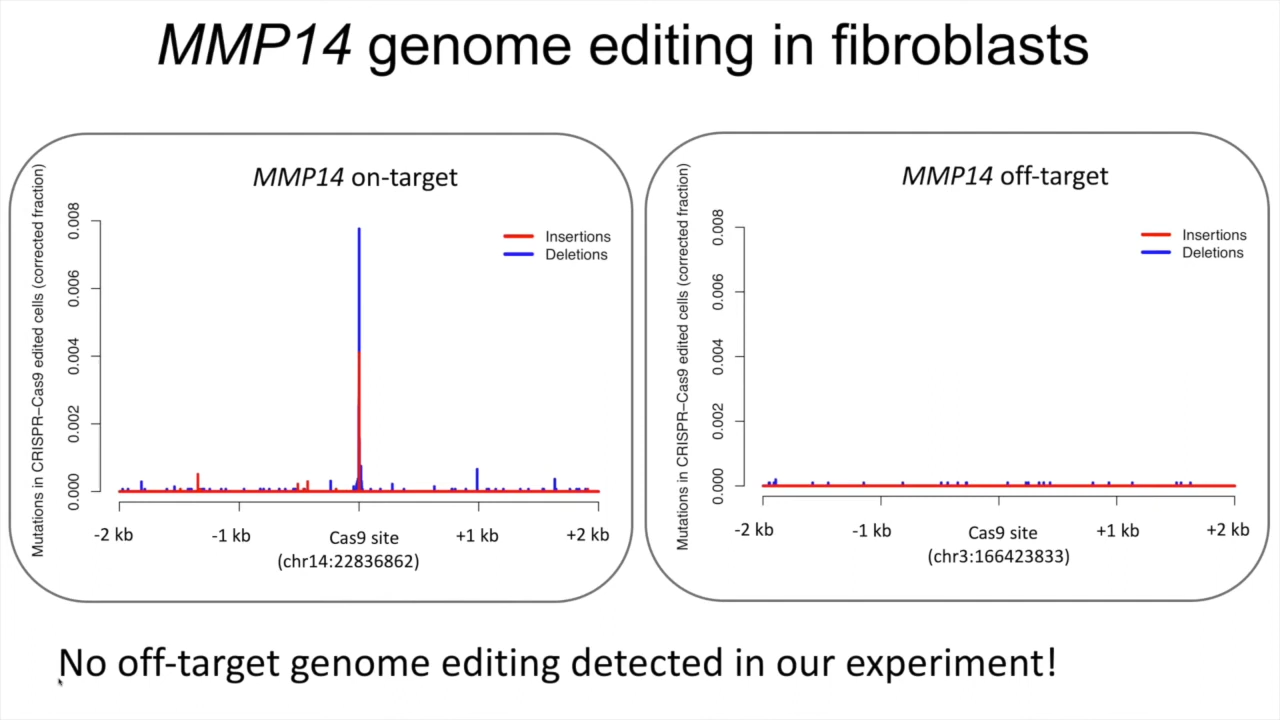 MMP14 genome editing in fibroblasts
MMP14 on-target
Mutations in CRISPR–Cas9 edited cells (corrected fraction)
0.008
0.006
0.004
0.002
0.000
Insertions
Deletions
-2 kb
-1 kb
Cas9 site
(chr14:22836862)
+1 kb
+2 kb
MMP14 off-target
Mutations in CRISPR–Cas9 edited cells (corrected fraction)
0.008
0.006
0.004
0.002
0.000
Insertions
Deletions
-2 kb
-1 kb
Cas9 site
(chr3:166423833)
+1 kb
+2 kb
No off-target genome editing detected in our experiment!